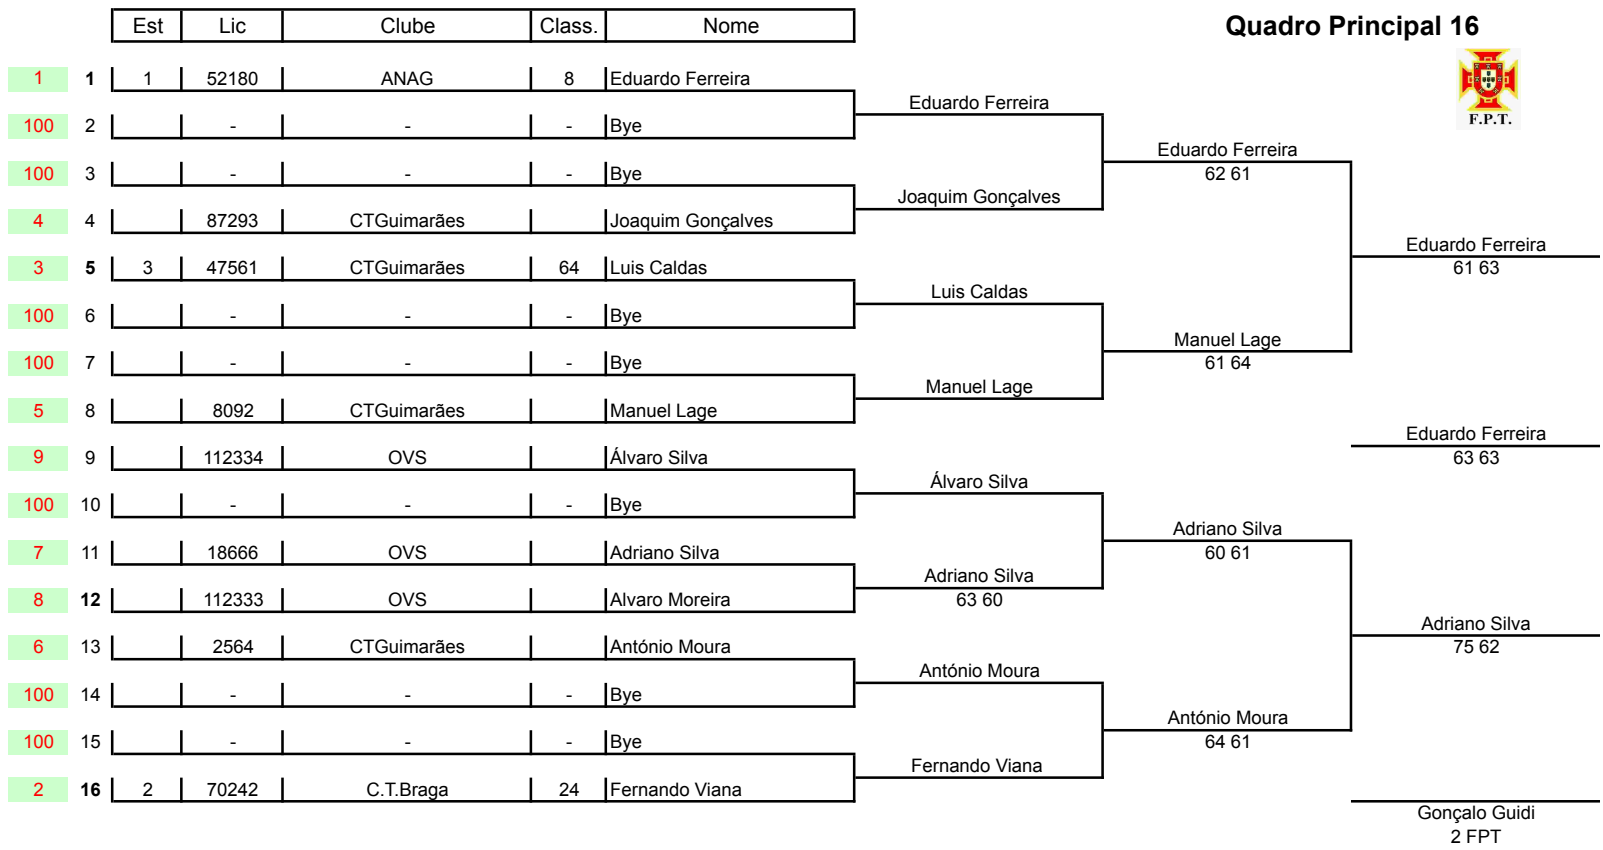 Est Lic Clube Class. Nome
Quadro Principal 16
F.P.T.
1 1 1 52180 ANAG 8 Eduardo Ferreira
Eduardo Ferreira
100 2 - - - Bye
Eduardo Ferreira
62 61
100 3 - - - Bye
Joaquim Gonçalves
4 4 87293 CTGuimarães Joaquim Gonçalves
Eduardo Ferreira
61 63
3 5 3 47561 CTGuimarães 64 Luis Caldas
Luis Caldas
100 6 - - - Bye
Manuel Lage
61 64
100 7 - - - Bye
Manuel Lage
5 8 8092 CTGuimarães Manuel Lage
Eduardo Ferreira
63 63
9 9 112334 OVS Álvaro Silva
Álvaro Silva
100 10 - - - Bye
Adriano Silva
60 61
7 11 18666 OVS Adriano Silva
Adriano Silva
63 60
8 12 112333 OVS Alvaro Moreira
Adriano Silva
75 62
6 13 2564 CTGuimarães António Moura
António Moura
100 14 - - - Bye
António Moura
64 61
100 15 - - - Bye
Fernando Viana
2 16 2 70242 C.T.Braga 24 Fernando Viana
Gonçalo Guidi
2 FPT